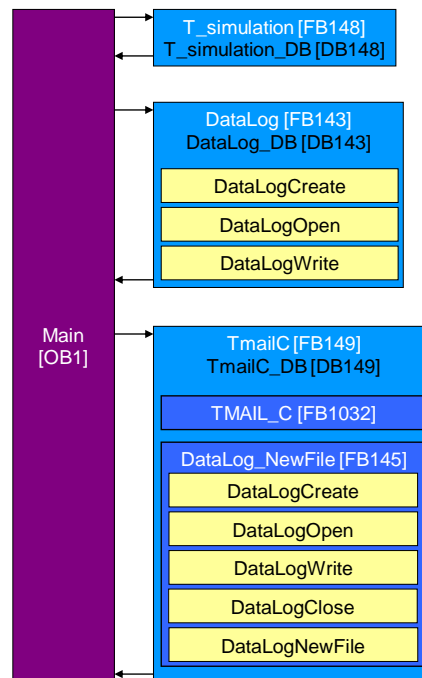 T_simulation [FB148]
T_simulation_DB [DB148]
DataLog [FB143]
DataLog_DB [DB143]
DataLogCreate
DataLogOpen
DataLogWrite
Main
[OB1]
TmailC [FB149]
TmailC_DB [DB149]
TMAIL_C [FB1032]
DataLog_NewFile [FB145]
DataLogCreate
DataLogOpen
DataLogWrite
DataLogClose
DataLogNewFile